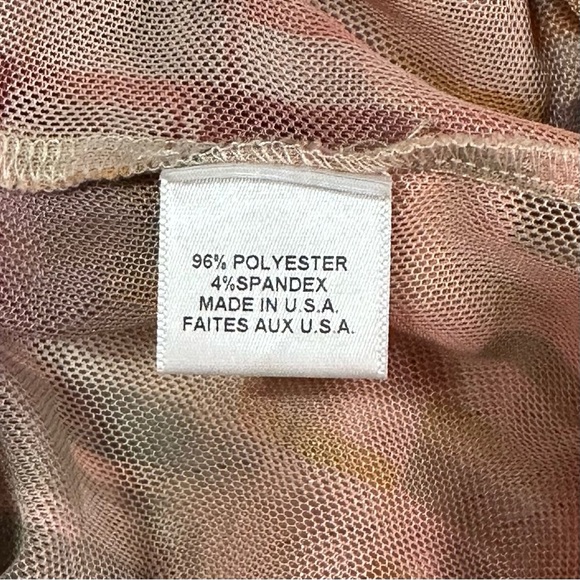 96% POLYESTER
4%SPANDEX
MADE IN U.S.A.
FAITES AUX U.S.A.